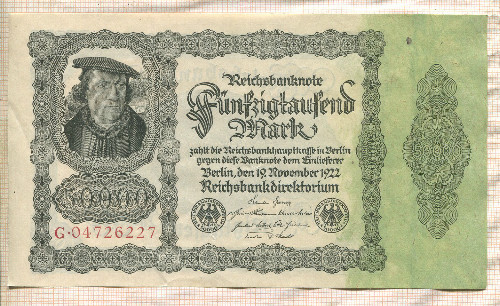 Reichsbanknote
Fünfzigtausend
Mark
zahlt die Reichsbankhauptkasse in Berlin
gegen diese Banknote dem Einlieferer
Berlin, den 19. November 1922
Reichsbankdirektorium
50000
G·04726227